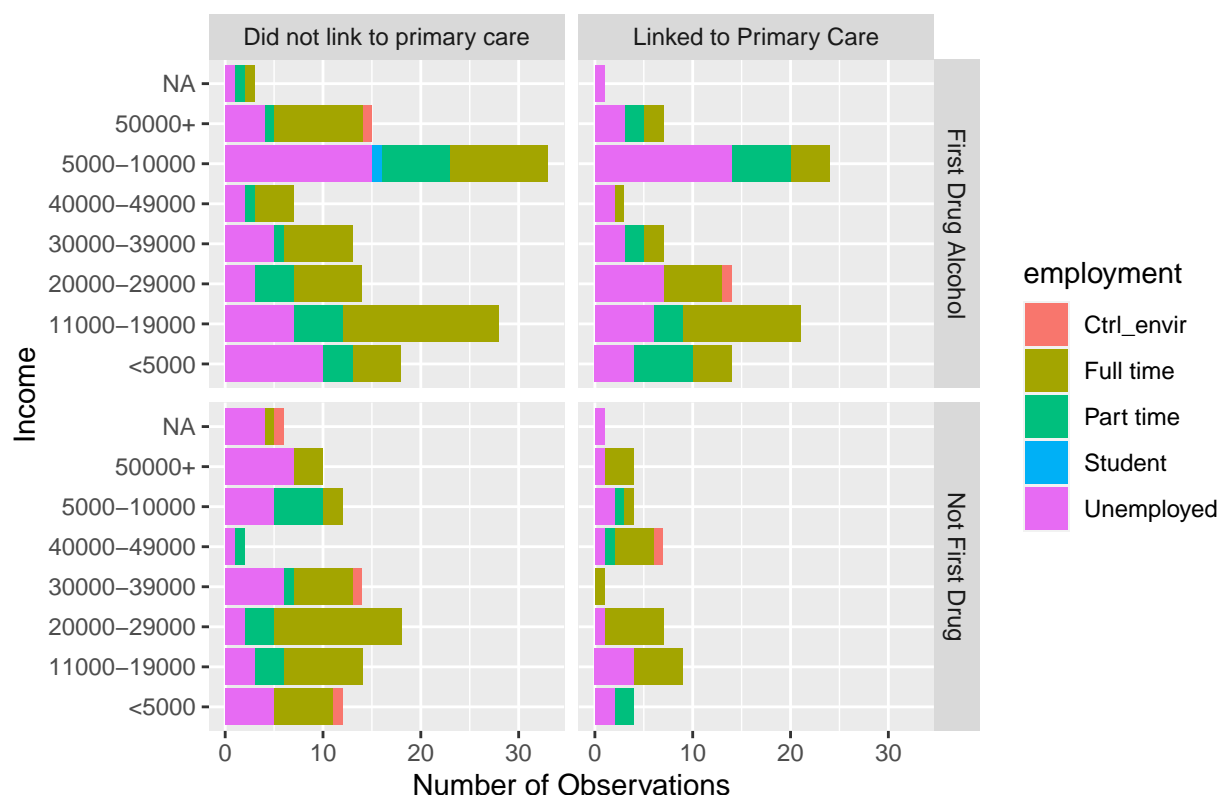 Did not link to primary care
Linked to Primary Care
NA
50000+
5000−10000
40000−49000
30000−39000
20000−29000
11000−19000
<5000
First Drug Alcohol
NA
50000+
5000−10000
40000−49000
30000−39000
20000−29000
11000−19000
<5000
Not First Drug
Income
0 10 20 30
0 10 20 30
Number of Observations
employment
Ctrl_envir
Full time
Part time
Student
Unemployed